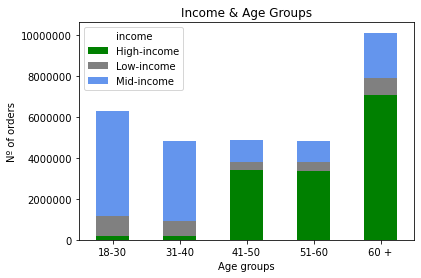 Income & Age Groups
income
High-income
Low-income
Mid-income
10000000
8000000
6000000
4000000
2000000
0
Nº of orders
18-30 31-40 41-50 51-60 60 +
Age groups